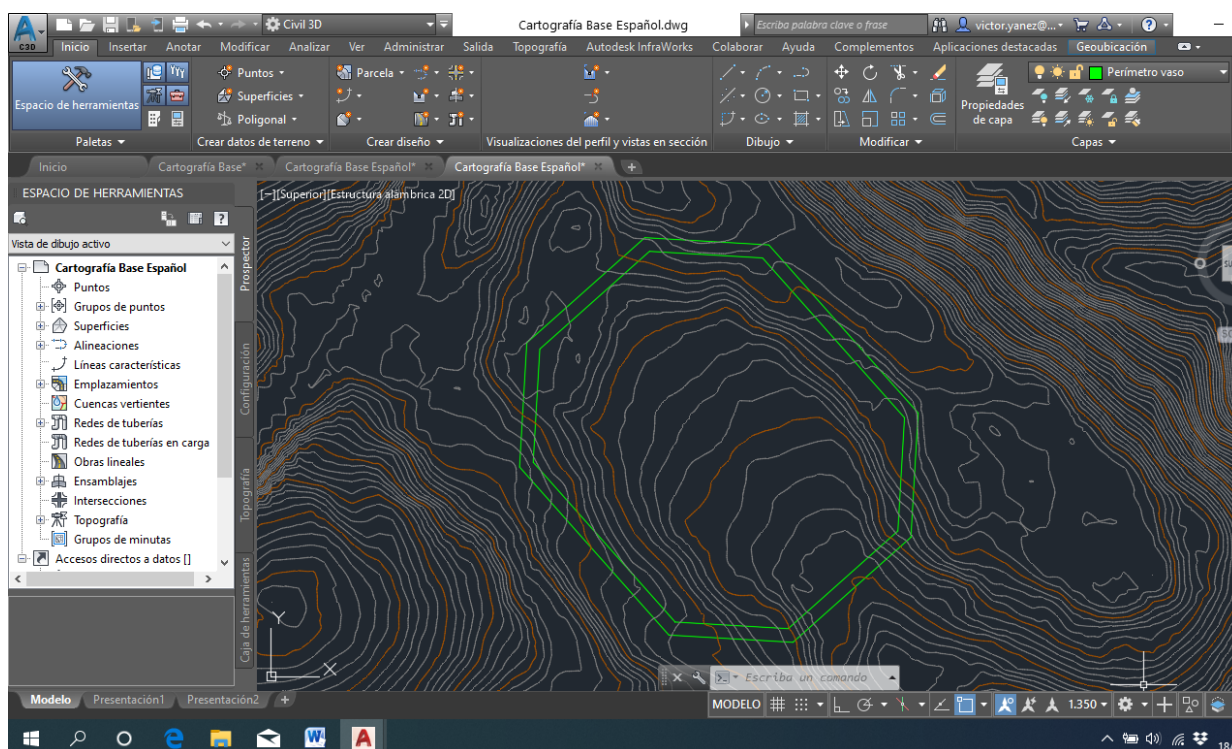 Civil 3D
Cartografía Base Español.dwg
Escriba palabra clave o frase
victor.yanez@...
C3D
Inicio
Insertar
Anotar
Modificar
Analizar
Ver
Administrar
Salida
Topografía
Autodesk InfraWorks
Colaborar
Ayuda
Complementos
Aplicaciones destacadas
Geoubicación
Espacio de herramientas
Puntos
Superficies
Poligonal
Parcela
Propiedades
de capa
Perímetro vaso
Paletas
Crear datos de terreno
Crear diseño
Visualizaciones del perfil y vistas en sección
Dibujo
Modificar
Capas
Inicio
Cartografía Base*
Cartografía Base Español*
Cartografía Base Español*
ESPACIO DE HERRAMIENTAS
[−][Superior][Estructura alámbrica 2D]
Vista de dibujo activo
Cartografía Base Español
Puntos
Grupos de puntos
Superficies
Alineaciones
Líneas características
Emplazamientos
Cuencas vertientes
Redes de tuberías
Redes de tuberías en carga
Obras lineales
Ensamblajes
Intersecciones
Topografía
Grupos de minutas
Accesos directos a datos []
Prospector
Configuración
Topografía
Caja de herramientas
Y
X
Escriba un comando
Modelo
Presentación1
Presentación2
+
MODELO
1.350